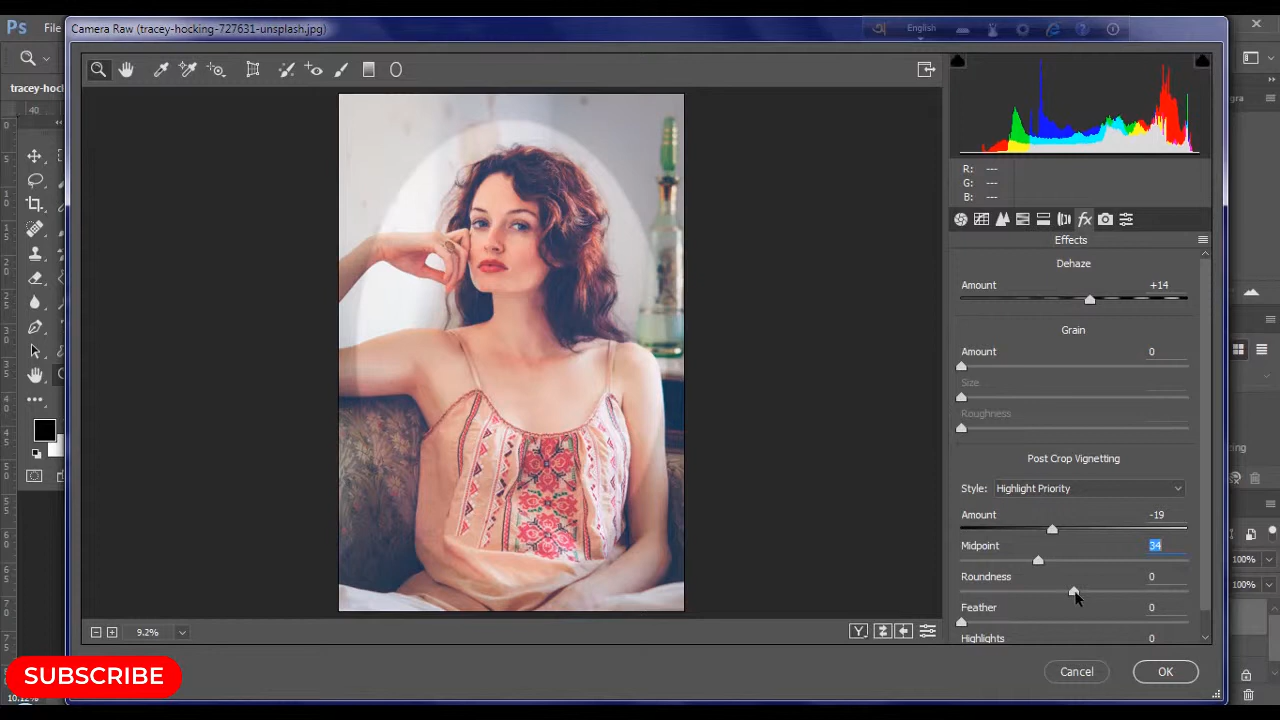 Ps File
Camera Raw (tracey-hocking-727631-unsplash.jpg)
English
tracey-hock
gra
40
R: ---
G: ---
B: ---
Effects
Dehaze
Amount +14
Grain
Amount 0
Size
Roughness
Post Crop Vignetting
Style: Highlight Priority
Amount -19
Midpoint 34
Roundness 0
Feather 0
Highlights 0
100%
100%
9.2%
Cancel OK
SUBSCRIBE